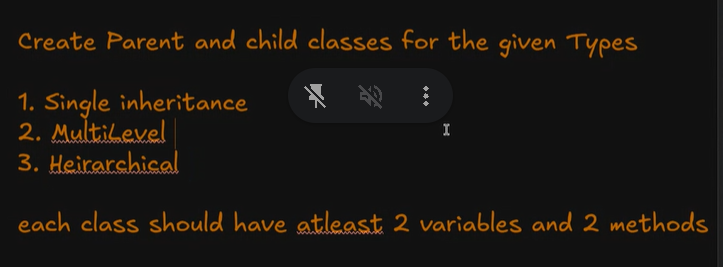 Create Parent and child classes for the given Types
1. Single inheritance
2. MultiLevel
3. Heirarchical
each class should have atleast 2 variables and 2 methods